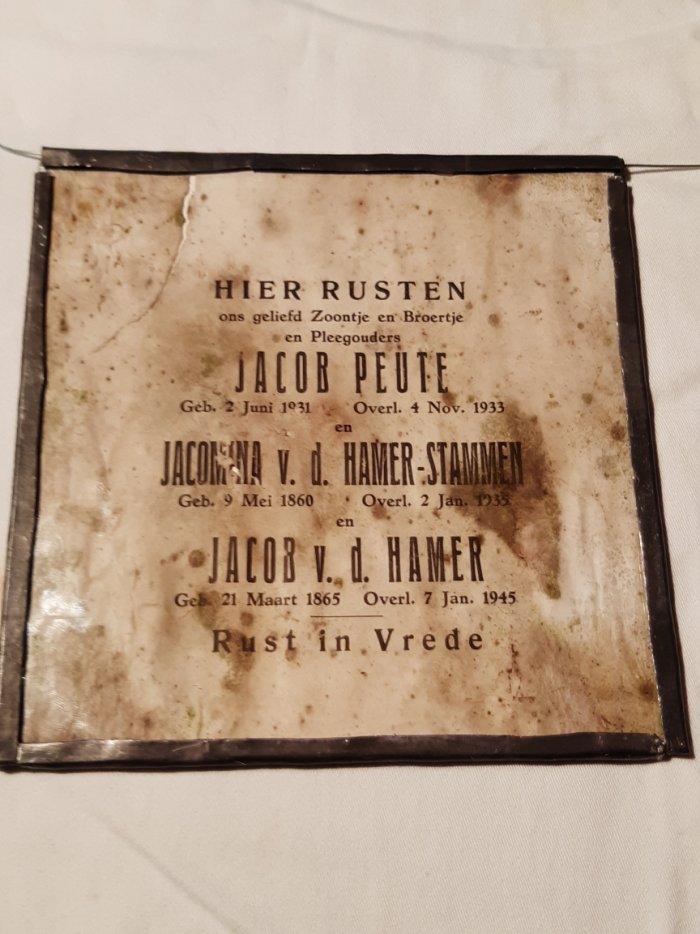 HIER RUSTEN
ons geliefd Zoontje en Broertje
en Pleegouders
JACOB PEUTE
Geb. 2 Juni 1931 Overl. 4 Nov. 1933
en
JACOMINA v. d. HAMER-STAMMEN
Geb. 9 Mei 1860 Overl. 2 Jan. 1935
en
JACOB v. d. HAMER
Geb. 21 Maart 1865 Overl. 7 Jan. 1945
Rust in Vrede